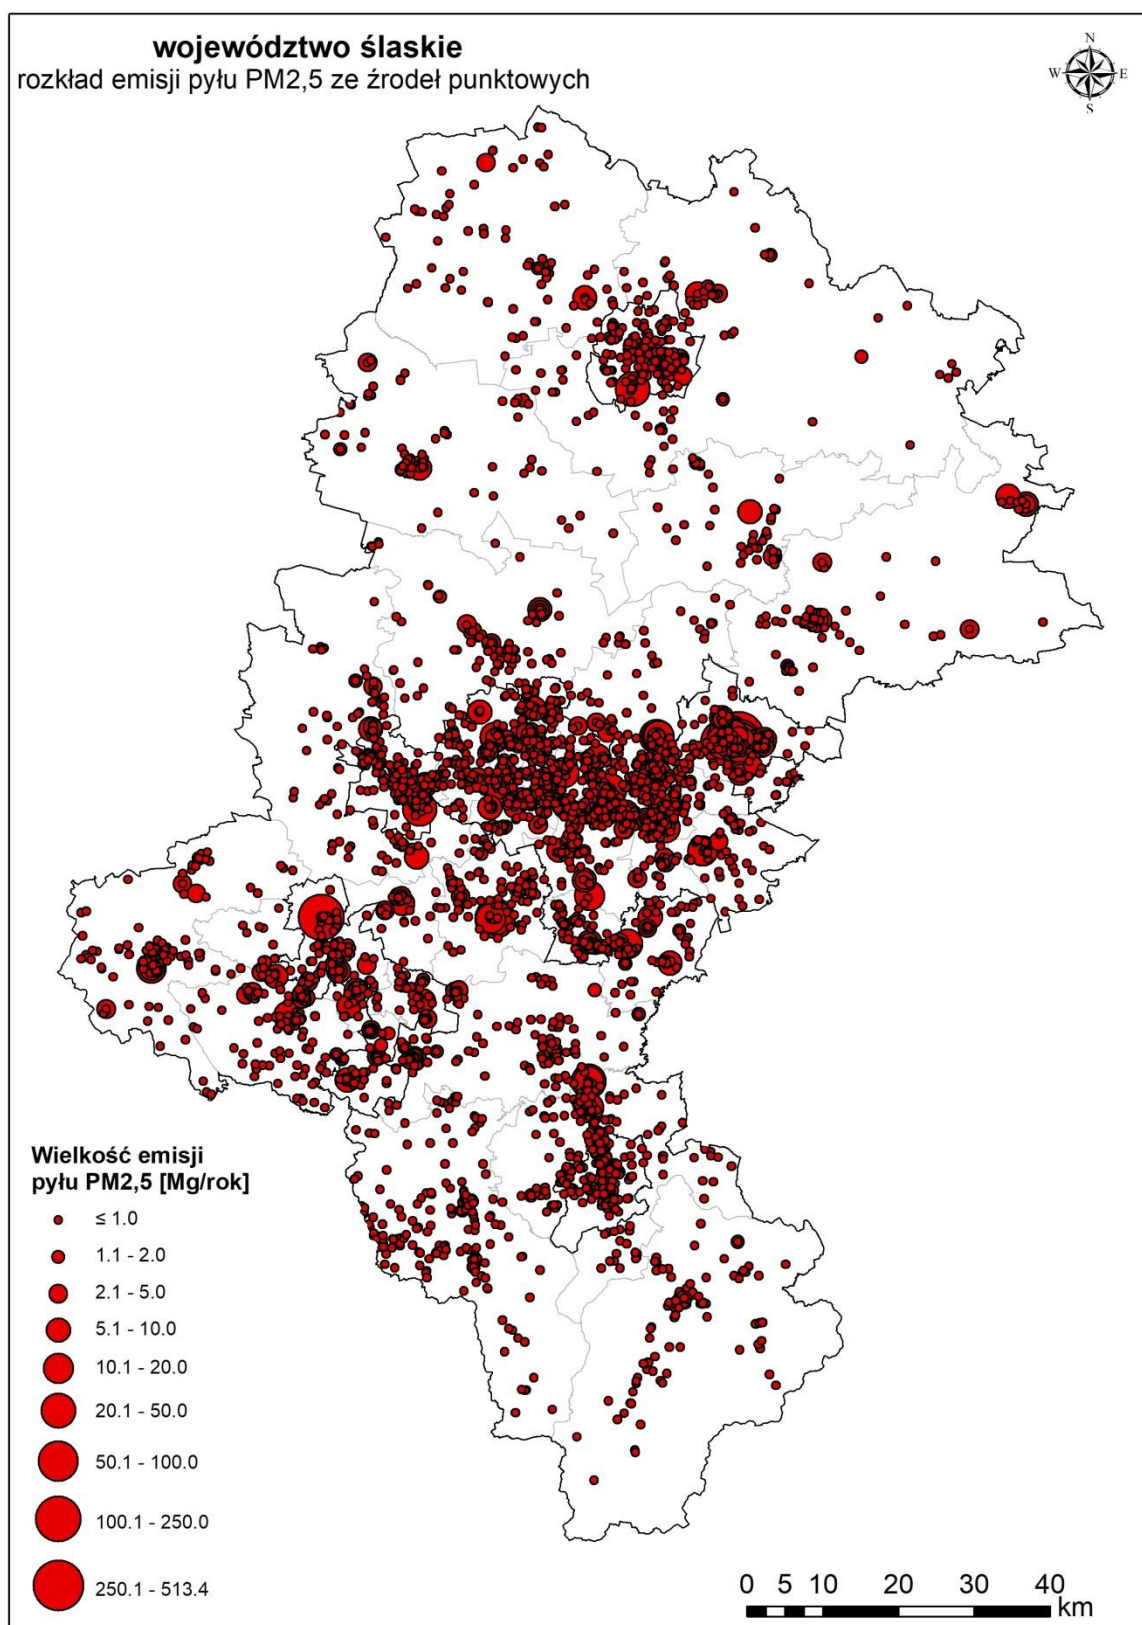 województwo ślaskie
rozkład emisji pyłu PM2,5 ze źrodeł punktowych
N
W E
S
Wielkość emisji
pyłu PM2,5 [Mg/rok]
≤ 1.0
1.1 - 2.0
2.1 - 5.0
5.1 - 10.0
10.1 - 20.0
20.1 - 50.0
50.1 - 100.0
100.1 - 250.0
250.1 - 513.4
0 5 10 20 30 40
km